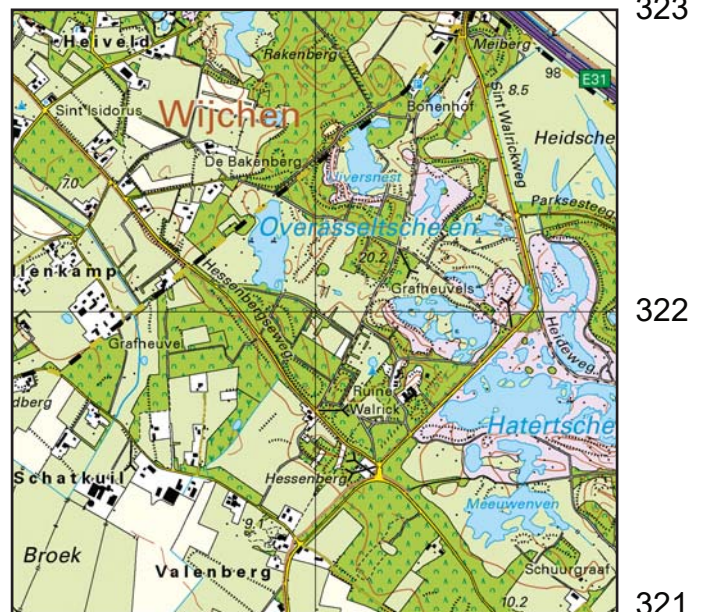 323
Heiveld
Rakenberg
Meiberg
98
E31
8.5
Sint Isidorus
Wijchen
Bonenhof
Sint Walrickweg
Heidsche
De Bakenberg
7.0
Iversnest
Parksesteeg
Overasseltsche
en
20.2
llenkamp
Hessenbergseweg
Grafheuvels
322
Heideweg
Grafheuvel
dberg
Ruine
Walrick
Hatertsche
Schatkuil
Hessenberg
Meeuwenven
9.1
Broek
Valenberg
Schuurgraaf
10.2
321